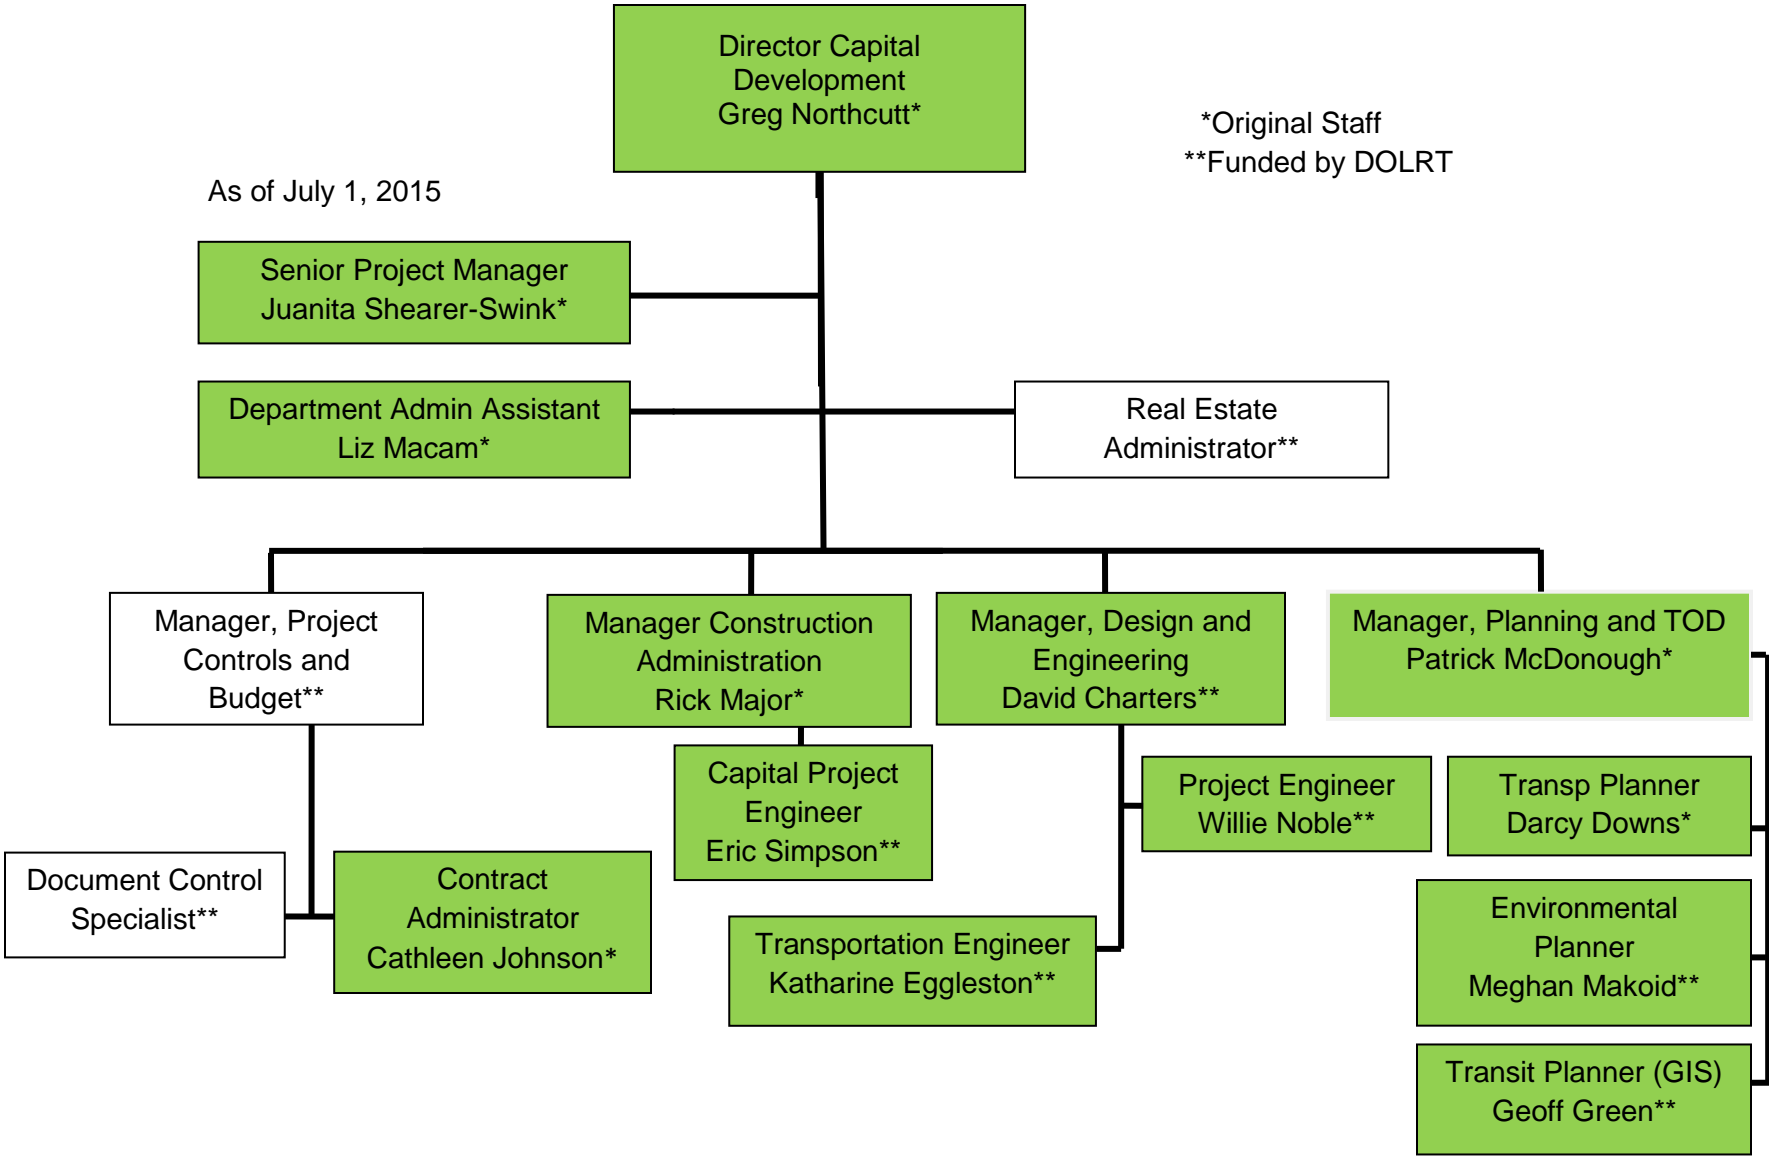 Director Capital
Development
Greg Northcutt*
*Original Staff
**Funded by DOLRT
As of July 1, 2015
Senior Project Manager
Juanita Shearer-Swink*
Department Admin Assistant
Liz Macam*
Real Estate
Administrator**
Manager, Project
Controls and
Budget**
Manager Construction
Administration
Rick Major*
Manager, Design and
Engineering
David Charters**
Manager, Planning and TOD
Patrick McDonough*
Capital Project
Engineer
Eric Simpson**
Project Engineer
Willie Noble**
Transp Planner
Darcy Downs*
Document Control
Specialist**
Contract
Administrator
Cathleen Johnson*
Transportation Engineer
Katharine Eggleston**
Environmental
Planner
Meghan Makoid**
Transit Planner (GIS)
Geoff Green**